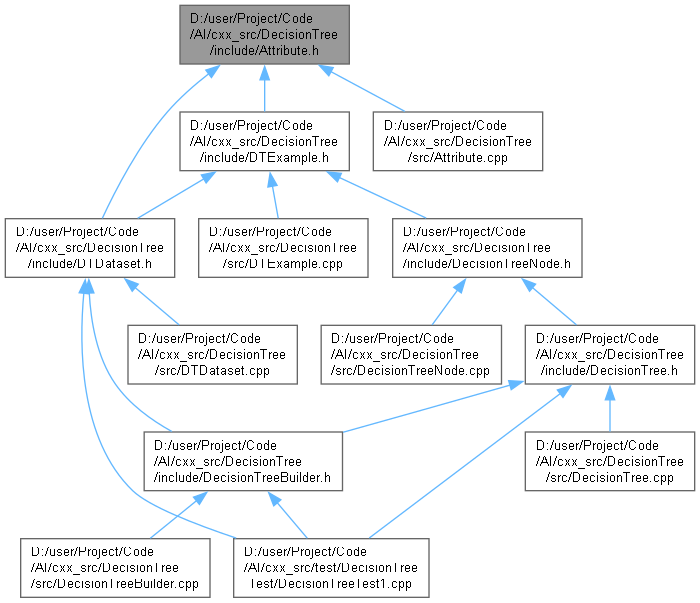 D:/user/Project/Code
/AI/cxx_src/DecisionTree
/include/Attribute.h
D:/user/Project/Code
/AI/cxx_src/DecisionTree
/include/DTExample.h
D:/user/Project/Code
/AI/cxx_src/DecisionTree
/src/Attribute.cpp
D:/user/Project/Code
/AI/cxx_src/DecisionTree
/include/DTDataset.h
D:/user/Project/Code
/AI/cxx_src/DecisionTree
/src/DTExample.cpp
D:/user/Project/Code
/AI/cxx_src/DecisionTree
/include/DecisionTreeNode.h
D:/user/Project/Code
/AI/cxx_src/DecisionTree
/src/DTDataset.cpp
D:/user/Project/Code
/AI/cxx_src/DecisionTree
/src/DecisionTreeNode.cpp
D:/user/Project/Code
/AI/cxx_src/DecisionTree
/include/DecisionTree.h
D:/user/Project/Code
/AI/cxx_src/DecisionTree
/include/DecisionTreeBuilder.h
D:/user/Project/Code
/AI/cxx_src/DecisionTree
/src/DecisionTree.cpp
D:/user/Project/Code
/AI/cxx_src/DecisionTree
/src/DecisionTreeBuilder.cpp
D:/user/Project/Code
/AI/cxx_src/test/DecisionTree
Test/DecisionTreeTest1.cpp